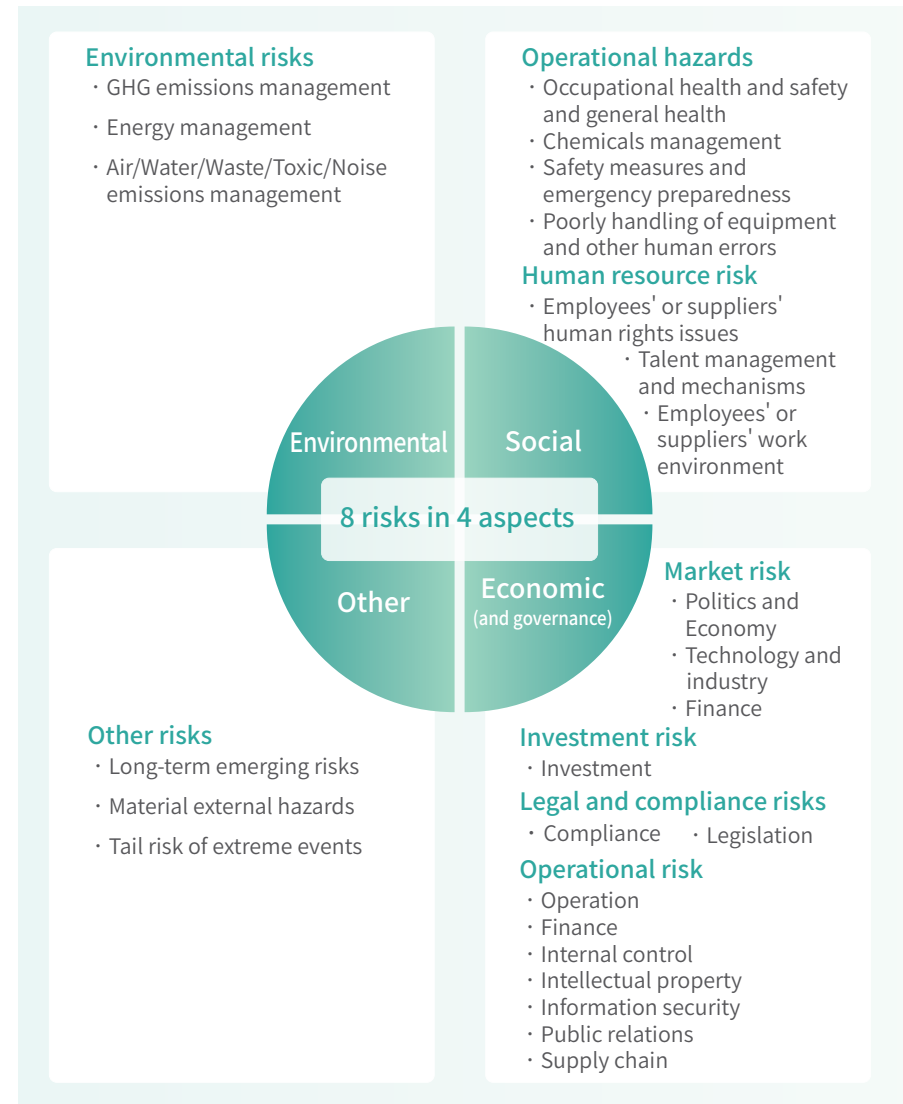 Environmental risks
· GHG emissions management
· Energy management
· Air/Water/Waste/Toxic/Noise
emissions management
Operational hazards
· Occupational health and safety
and general health
· Chemicals management
· Safety measures and
emergency preparedness
· Poorly handling of equipment
and other human errors
Human resource risk
· Employees' or suppliers'
human rights issues
· Talent management
and mechanisms
· Employees' or
suppliers' work
environment
Environmental
Social
8 risks in 4 aspects
Other
Economic
(and governance)
Other risks
· Long-term emerging risks
· Material external hazards
· Tail risk of extreme events
Market risk
· Politics and
Economy
· Technology and
industry
· Finance
Investment risk
· Investment
Legal and compliance risks
· Compliance · Legislation
Operational risk
· Operation
· Finance
· Internal control
· Intellectual property
· Information security
· Public relations
· Supply chain